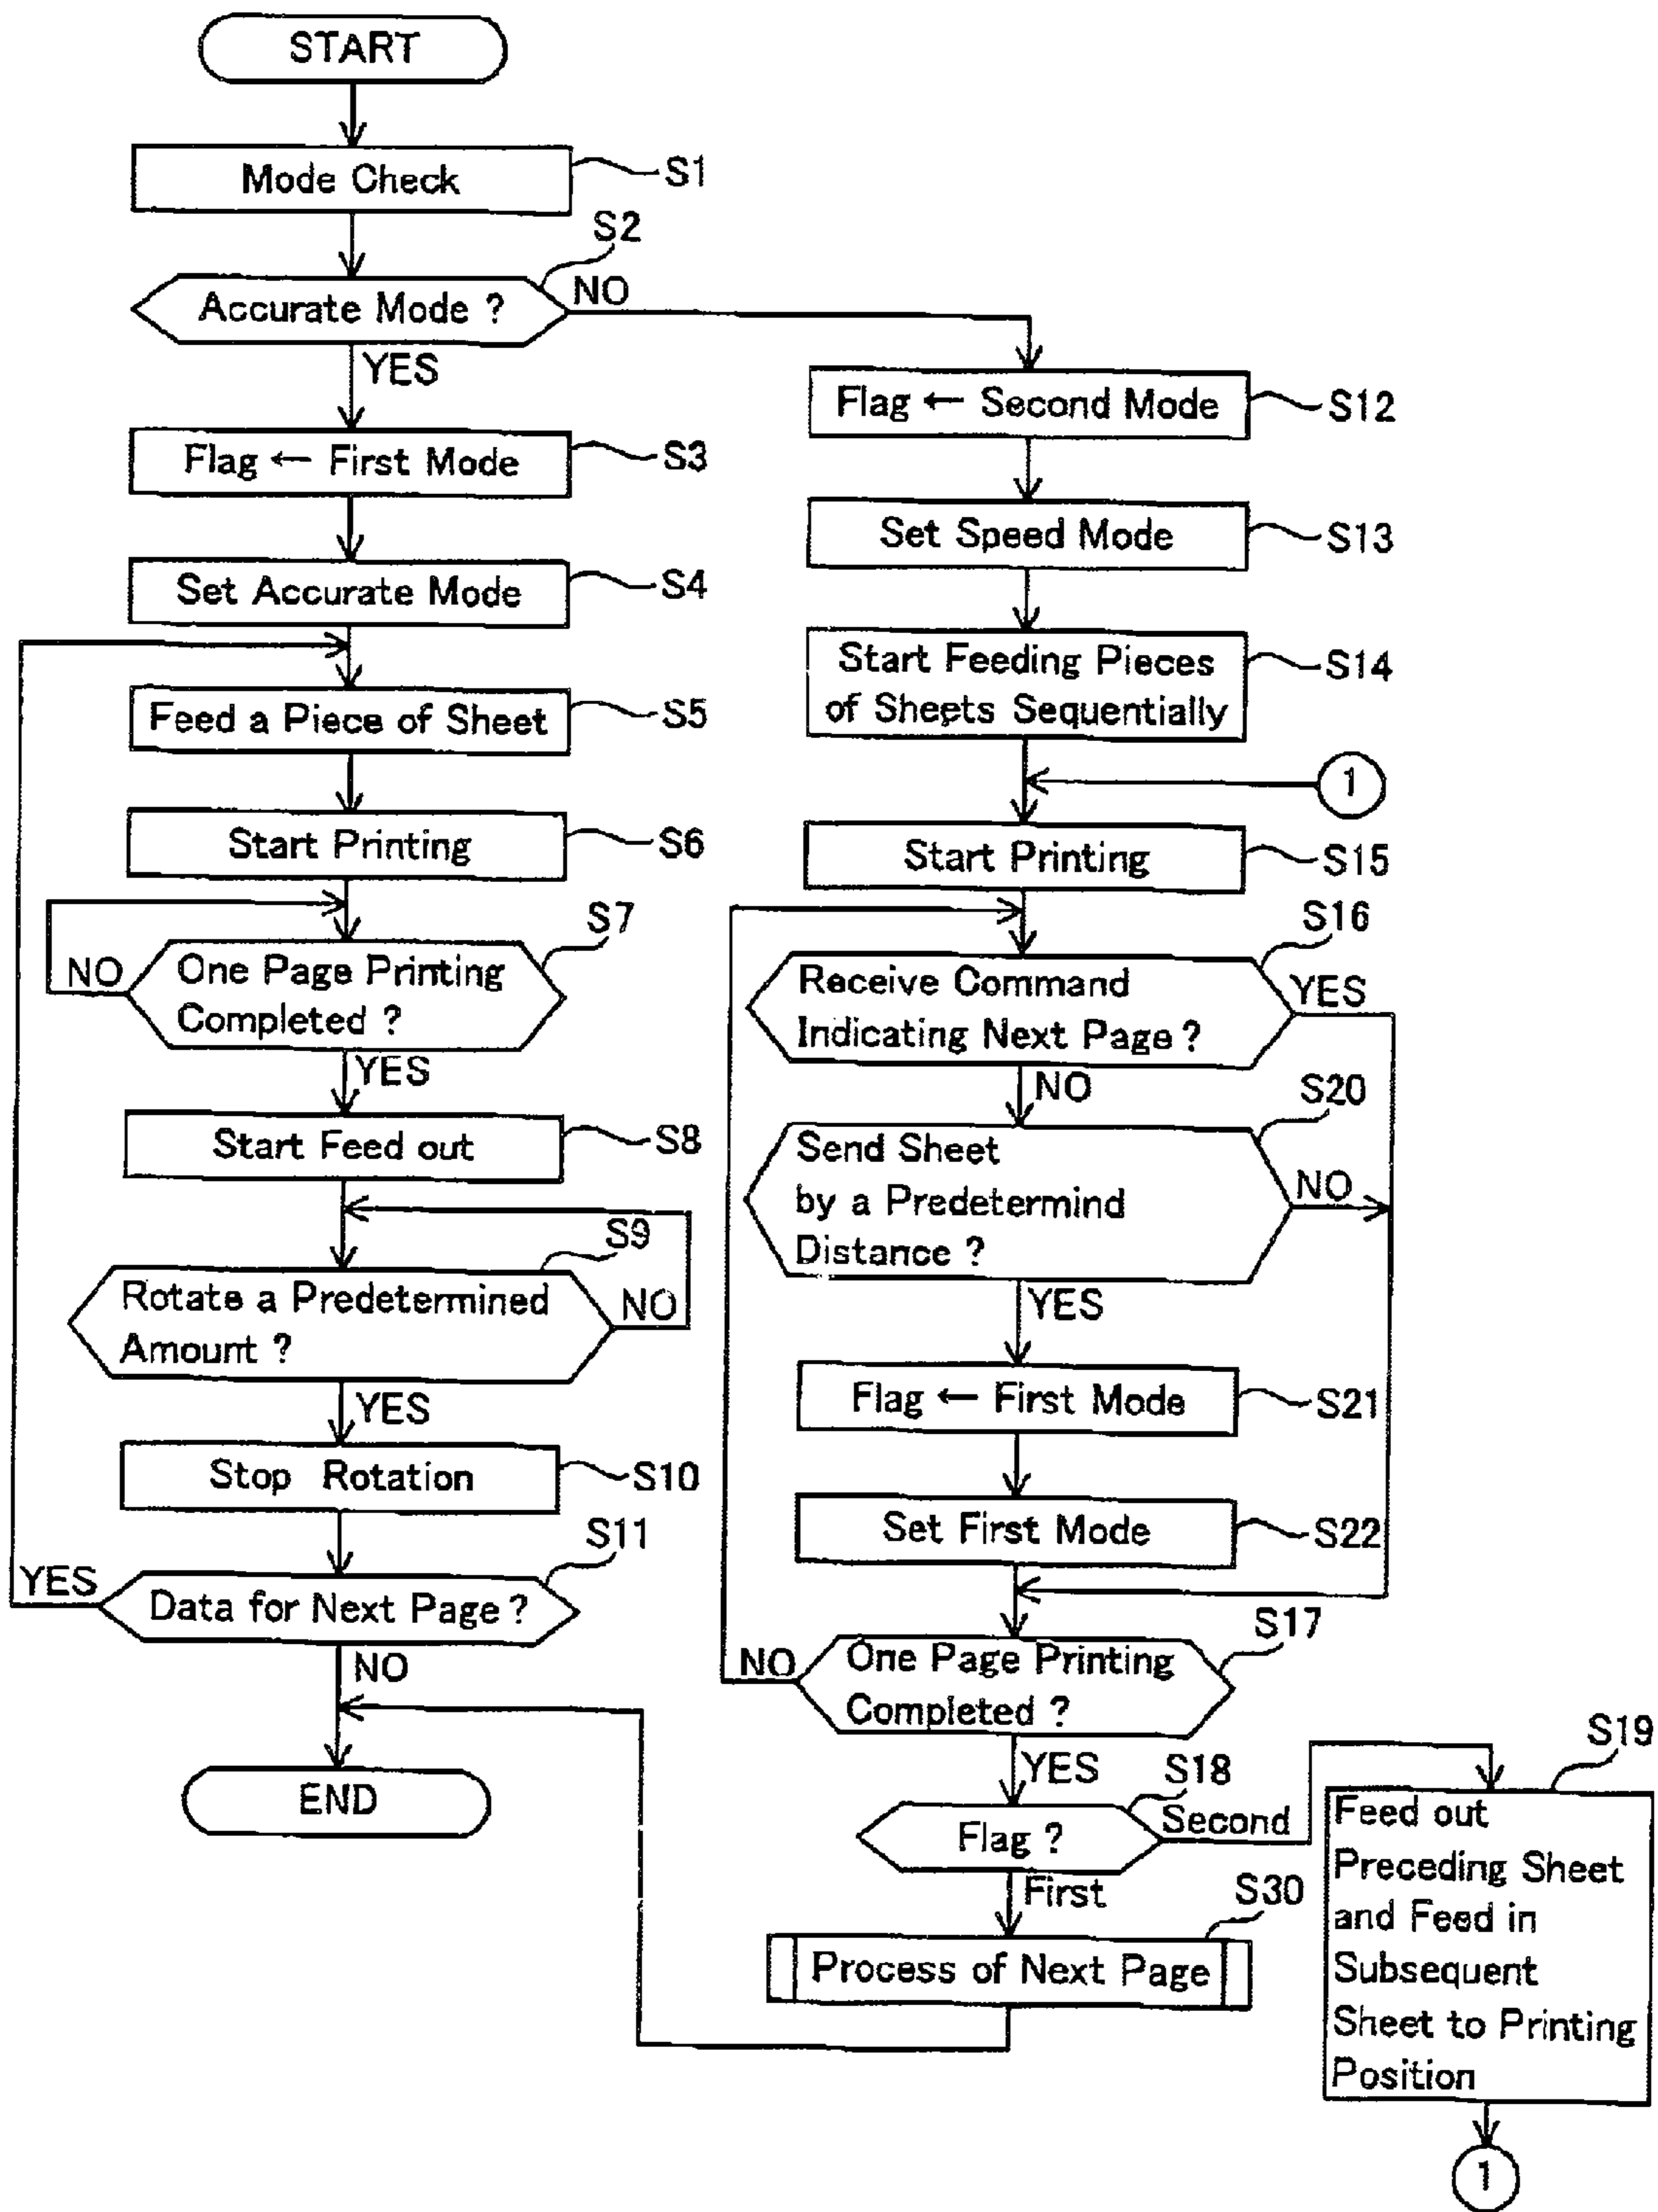 START
Mode Check
S1
S2
Accurate Mode ?
NO
YES
Flag ← First Mode
S3
Set Accurate Mode
S4
Feed a Piece of Sheet
S5
Start Printing
S6
S7
One Page Printing
Completed ?
NO
YES
Start Feed out
S8
S9
Rotate a Predetermined
Amount ?
NO
YES
Stop Rotation
S10
S11
Data for Next Page ?
YES
NO
END
Flag ← Second Mode
S12
Set Speed Mode
S13
Start Feeding Pieces
of Sheets Sequentially
S14
1
Start Printing
S15
S16
Receive Command
Indicating Next Page ?
YES
NO
S20
Send Sheet
by a Predetermind
Distance ?
NO
YES
Flag ← First Mode
S21
Set First Mode
S22
S17
One Page Printing
Completed ?
NO
YES
S18
Flag ?
Second
First
S30
Process of Next Page
S19
Feed out
Preceding Sheet
and Feed in
Subsequent
Sheet to Printing
Position
1